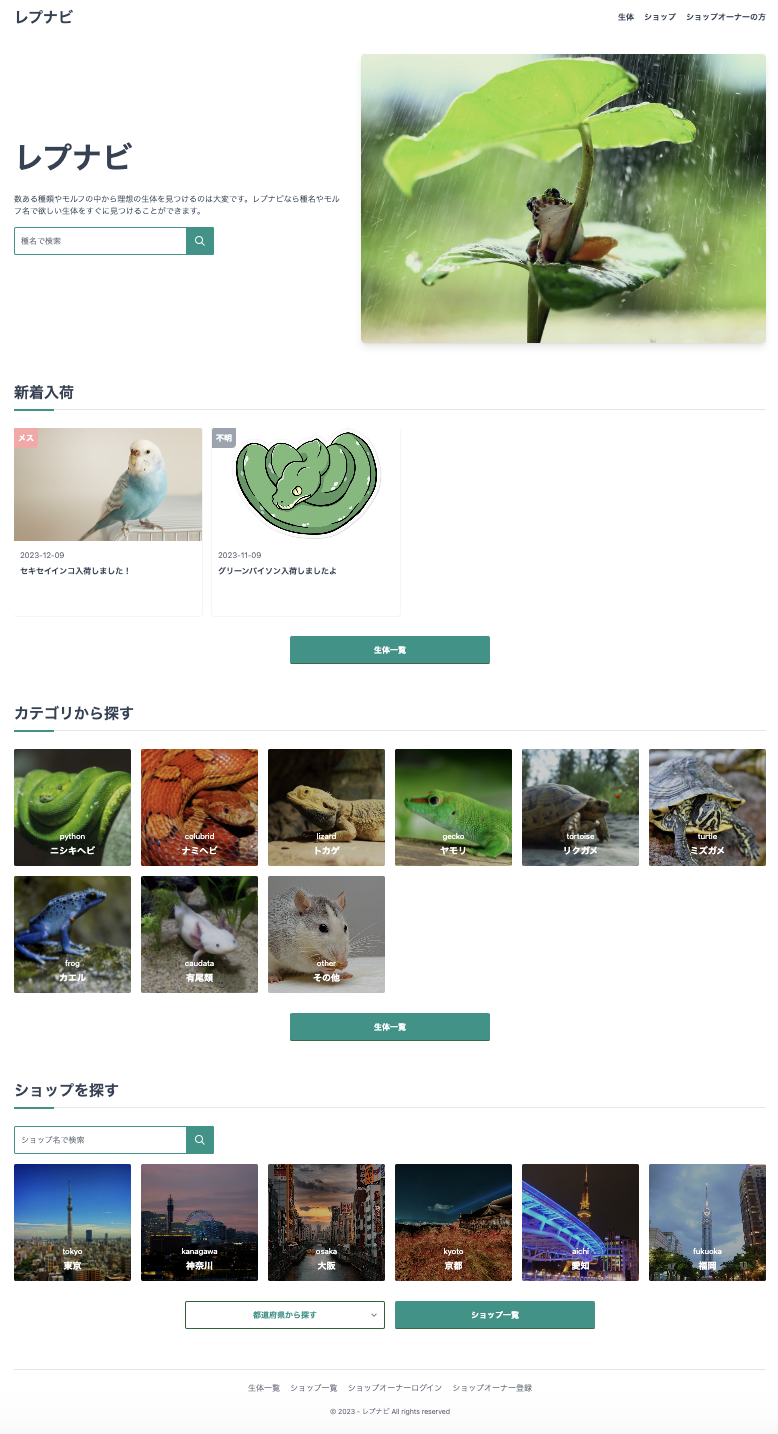 レプナビ
生体 ショップ ショップオーナーの方
レプナビ
数ある種類やモルフの中から理想の生体を見つけるのは大変です。レプナビなら種名やモル
フ名で欲しい生体をすぐに見つけることができます。
種名で検索
新着入荷
メス
不明
2023-12-09
セキセイインコ入荷しました！
2023-11-09
グリーンパイソン入荷しましたよ
生体一覧
カテゴリから探す
python
ニシキヘビ
colubrid
ナミヘビ
lizard
トカゲ
gecko
ヤモリ
tortoise
リクガメ
turtle
ミズガメ
frog
カエル
caudata
有尾類
other
その他
生体一覧
ショップを探す
ショップ名で検索
tokyo
東京
kanagawa
神奈川
osaka
大阪
kyoto
京都
aichi
愛知
fukuoka
福岡
都道府県から探す
ショップ一覧
生体一覧 ショップ一覧 ショップオーナーログイン ショップオーナー登録
© 2023 - レプナビ All rights reserved